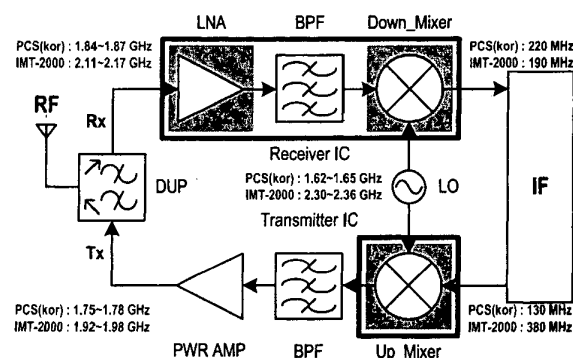 LNA
BPF
Down_Mixer
PCS(kor) : 1.84~1.87 GHz
IMT-2000 : 2.11~2.17 GHz
PCS(kor) : 220 MHz
IMT-2000 : 190 MHz
RF
Rx
Receiver IC
DUP
PCS(kor) : 1.62~1.65 GHz
IMT-2000 : 2.30~2.36 GHz
LO
IF
Transmitter IC
Tx
PCS(kor) : 1.75~1.78 GHz
IMT-2000 : 1.92~1.98 GHz
PCS(kor) : 130 MHz
IMT-2000 : 380 MHz
PWR AMP
BPF
Up_Mixer